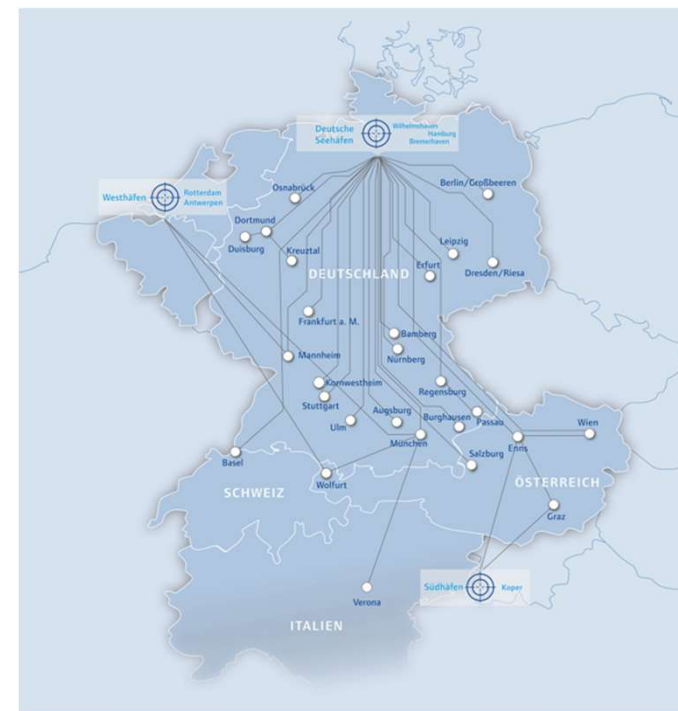 Deutsche
Seehäfen
Wilhelmshaven
Hamburg
Bremerhaven
Westhäfen
Rotterdam
Antwerpen
Osnabrück
Berlin/Großbeeren
Dortmund
Duisburg
Kreuztal
Leipzig
Erfurt
Dresden/Riesa
DEUTSCHLAND
Frankfurt a. M.
Bamberg
Nürnberg
Mannheim
Kornwestheim
Stuttgart
Regensburg
Augsburg
Burghausen
Passau
Ulm
München
Wien
Enns
Basel
Salzburg
Wolfurt
SCHWEIZ
ÖSTERREICH
Graz
Südhäfen
Koper
Verona
ITALIEN